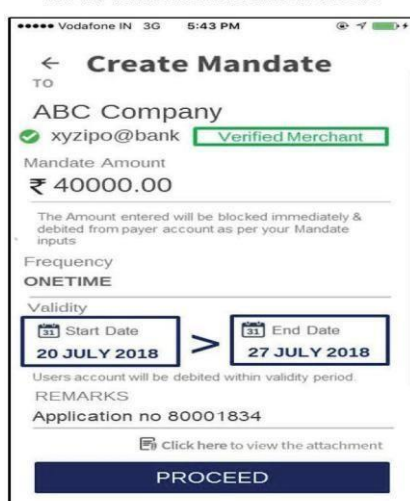 Vodafone IN 3G 5:43 PM
← Create Mandate
TO
ABC Company
xyzipo@bank Verified Merchant
Mandate Amount
₹ 40000.00
The Amount entered will be blocked immediately &
debited from payer account as per your Mandate
inputs
Frequency
ONETIME
Validity
31 Start Date > 31 End Date
20 JULY 2018 27 JULY 2018
Users account will be debited within validity period.
REMARKS
Application no 80001834
Click here to view the attachment
PROCEED